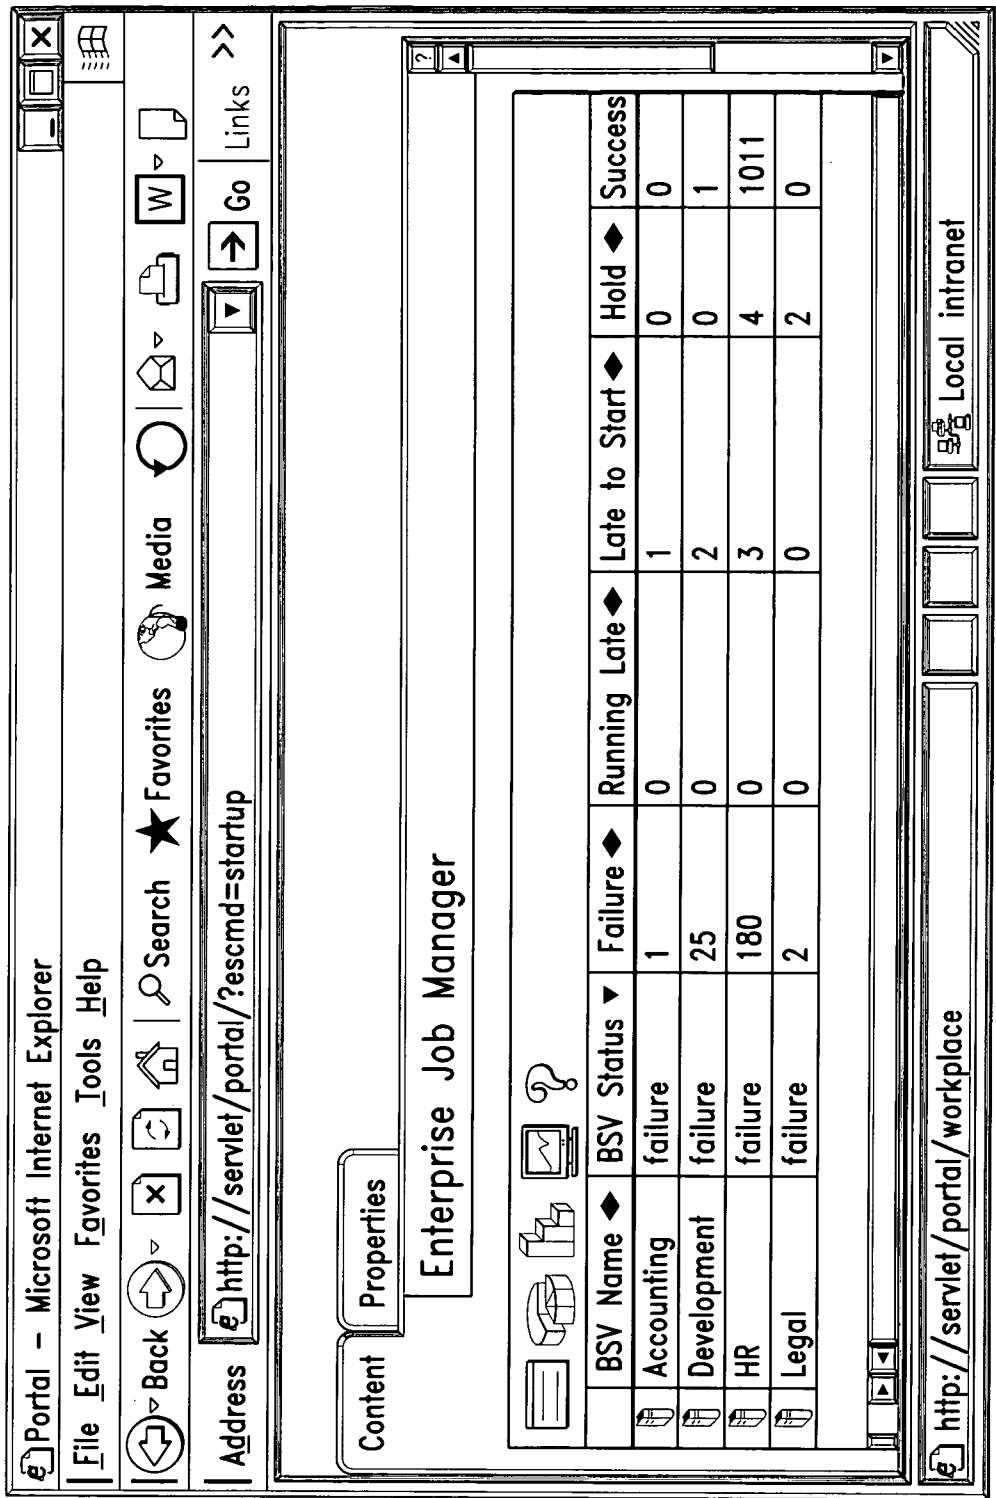 Portal – Microsoft Internet Explorer
File Edit View Favorites Tools Help
Back Search Favorites Media W
Address http://servlet/portal/?escmd=startup Go Links >>
Content Properties
Enterprise Job Manager ?
BSV Name BSV Status Failure Running Late Late to Start Hold Success
Accounting failure 1 0 1 0 0
Development failure 25 0 2 0 1
HR failure 180 0 3 4 1011
Legal failure 2 0 0 2 0
http://servlet/portal/workplace Local intranet